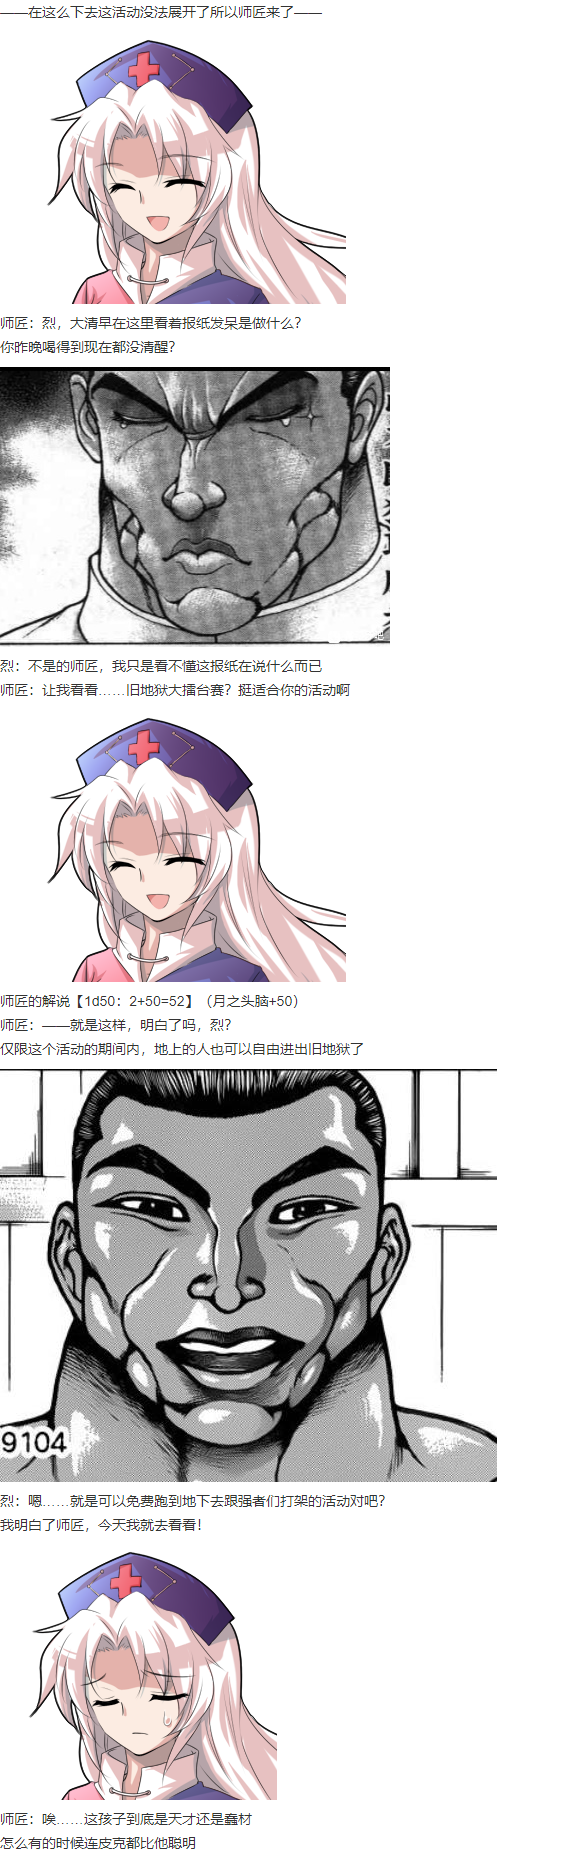 ——在这么下去这活动没法展开了所以师匠来了——
师匠：烈，大清早在这里看着报纸发呆是做什么？
你昨晚喝得到现在都没清醒？
烈：不是的师匠，我只是看不懂这报纸在说什么而已
师匠：让我看看……旧地狱大擂台赛？挺适合你的活动啊
师匠的解说【1d50：2+50=52】（月之头脑+50）
师匠：——就是这样，明白了吗，烈？
仅限这个活动的期间内，地上的人也可以自由进出旧地狱了
9104
烈：嗯……就是可以免费跑到地下去跟强者们打架的活动对吧？
我明白了师匠，今天我就去看看！
师匠：唉……这孩子到底是天才还是蠢材
怎么有的时候连皮克都比他聪明